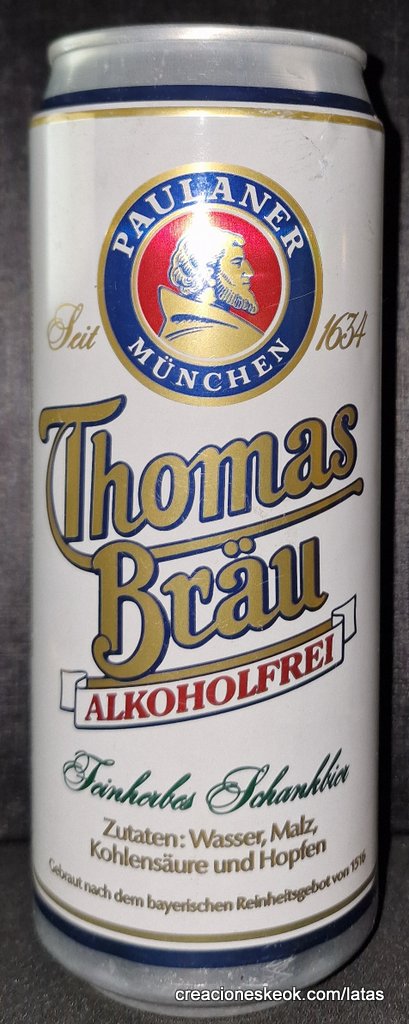 PAULANER
MÜNCHEN
Seit 1634
Thomas
Bräu
ALKOHOLFREI
Feinherbes Schankbier
Zutaten: Wasser, Malz,
Kohlensäure und Hopfen
Gebraut nach dem bayerischen Reinheitsgebot von 1516
creacioneskeok.com/latas